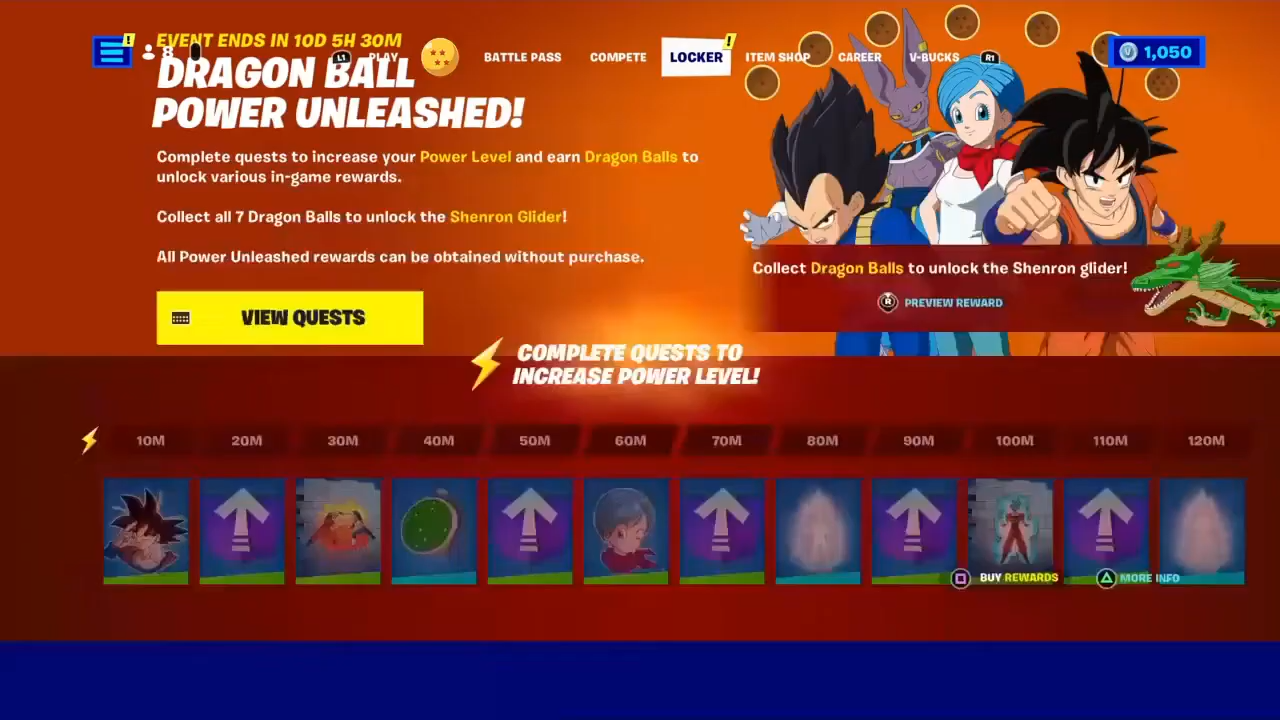 EVENT ENDS IN 10D 5H 30M
8
L1
PLAY
BATTLE PASS
COMPETE
LOCKER
ITEM SHOP
CAREER
V-BUCKS
R1
1,050
DRAGON BALL
POWER UNLEASHED!
Complete quests to increase your Power Level and earn Dragon Balls to
unlock various in-game rewards.
Collect all 7 Dragon Balls to unlock the Shenron Glider!
All Power Unleashed rewards can be obtained without purchase.
VIEW QUESTS
Collect Dragon Balls to unlock the Shenron glider!
R PREVIEW REWARD
COMPLETE QUESTS TO
INCREASE POWER LEVEL!
10M 20M 30M 40M 50M 60M 70M 80M 90M 100M 110M 120M
BUY REWARDS
MORE INFO